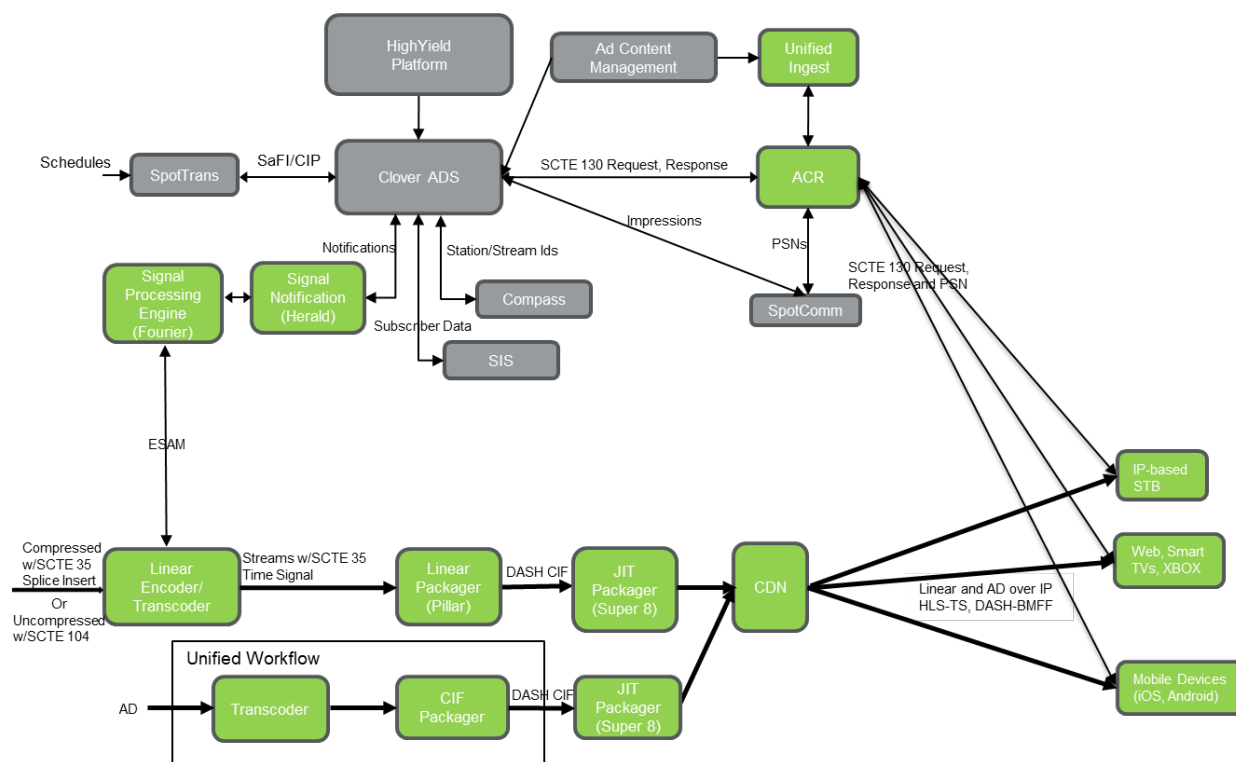 HighYield
Platform
Ad Content
Management
Unified
Ingest
Schedules
SpotTrans
SaFI/CIP
Clover ADS
SCTE 130 Request, Response
ACR
Impressions
Notifications
Station/Stream Ids
PSNs
SCTE 130 Request,
Response and PSN
Signal
Processing
Engine
(Fourier)
Signal
Notification
(Herald)
Compass
SpotComm
Subscriber Data
SIS
ESAM
IP-based
STB
Compressed
w/SCTE 35
Splice Insert
Or
Uncompressed
w/SCTE 104
Linear
Encoder/
Transcoder
Streams w/SCTE 35
Time Signal
Linear
Packager
(Pillar)
DASH CIF
JIT
Packager
(Super 8)
CDN
Web, Smart
TVs, XBOX
Linear and AD over IP
HLS-TS, DASH-BMFF
Unified Workflow
AD
Transcoder
CIF
Packager
DASH CIF
JIT
Packager
(Super 8)
Mobile Devices
(iOS, Android)